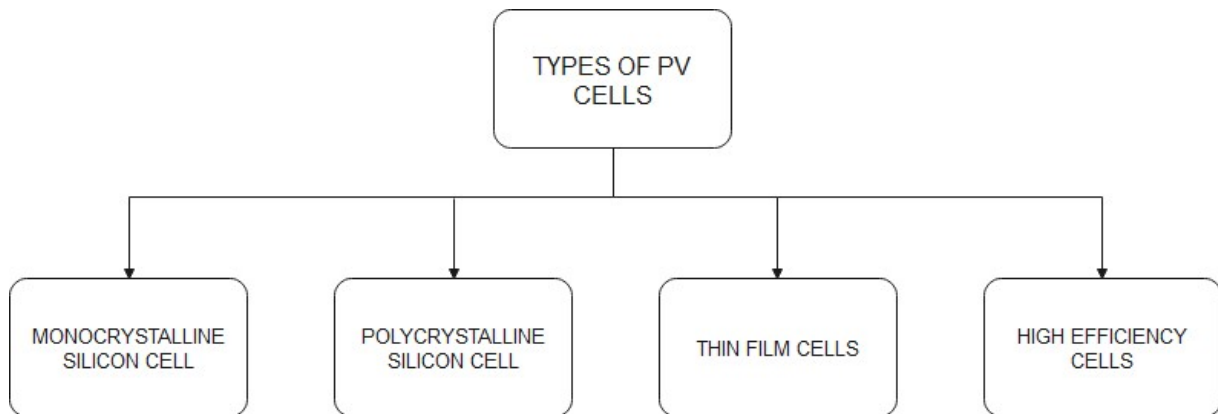 TYPES OF PV
CELLS
MONOCRYSTALLINE
SILICON CELL
POLYCRYSTALLINE
SILICON CELL
THIN FILM CELLS
HIGH EFFICIENCY
CELLS